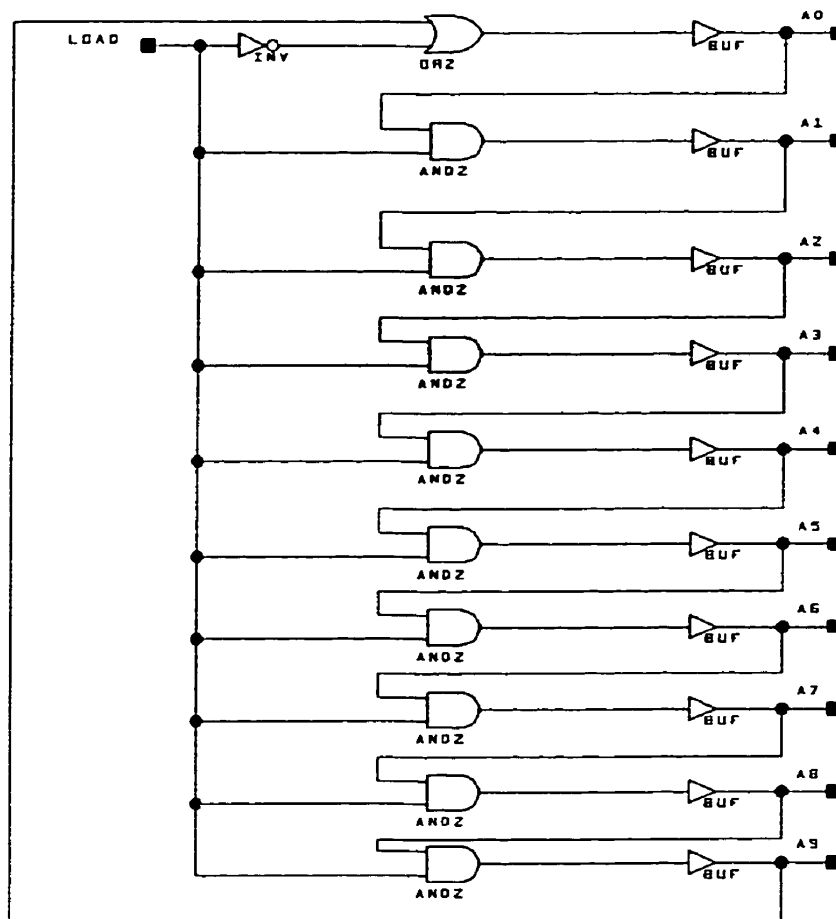 A0
LOAD
INV
OR2
BUF
A1
AND2
BUF
A2
AND2
BUF
A3
AND2
BUF
A4
AND2
BUF
A5
AND2
BUF
A6
AND2
BUF
A7
AND2
BUF
A8
AND2
BUF
A9
AND2
BUF